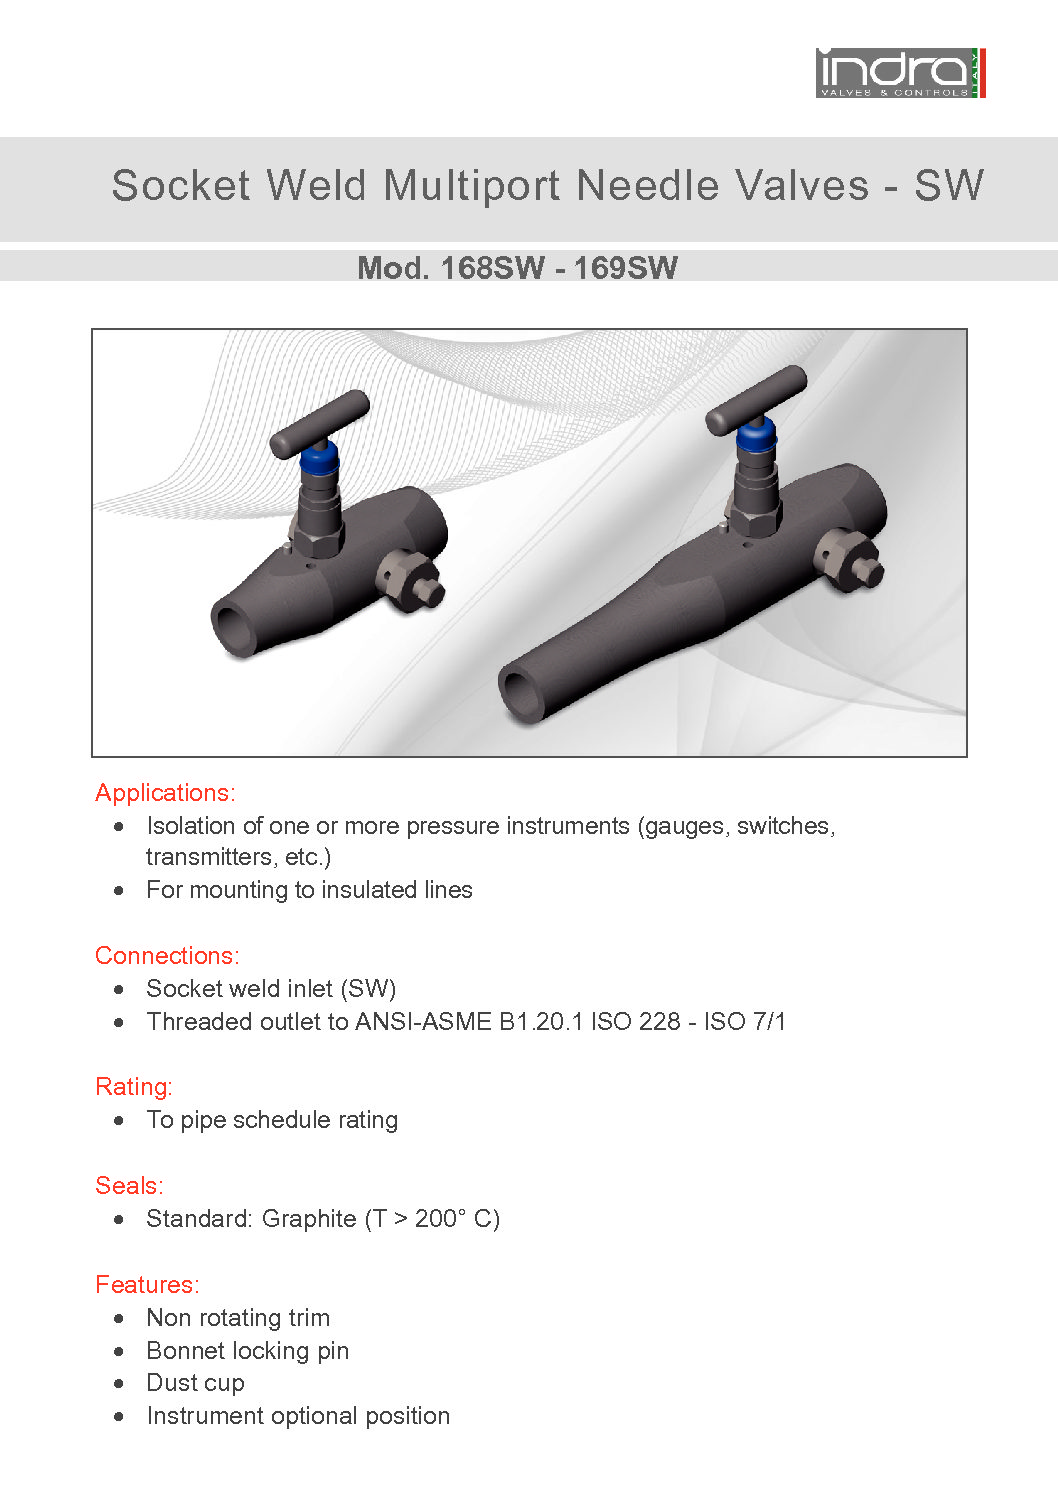 indra
VALVES & CONTROLS
ITALY
Socket Weld Multiport Needle Valves - SW
Mod. 168SW - 169SW
Applications:
• Isolation of one or more pressure instruments (gauges, switches,
transmitters, etc.)
• For mounting to insulated lines
Connections:
• Socket weld inlet (SW)
• Threaded outlet to ANSI-ASME B1.20.1 ISO 228 - ISO 7/1
Rating:
• To pipe schedule rating
Seals:
• Standard: Graphite (T > 200° C)
Features:
• Non rotating trim
• Bonnet locking pin
• Dust cup
• Instrument optional position